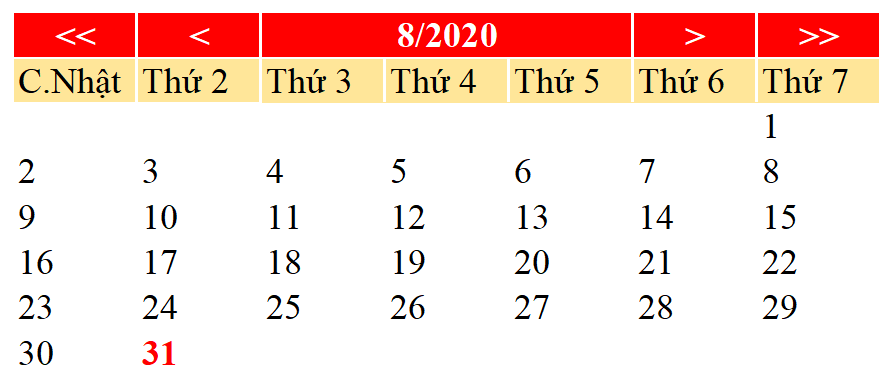 << < 8/2020 > >>
C.Nhật Thứ 2 Thứ 3 Thứ 4 Thứ 5 Thứ 6 Thứ 7
1
2 3 4 5 6 7 8
9 10 11 12 13 14 15
16 17 18 19 20 21 22
23 24 25 26 27 28 29
30 31